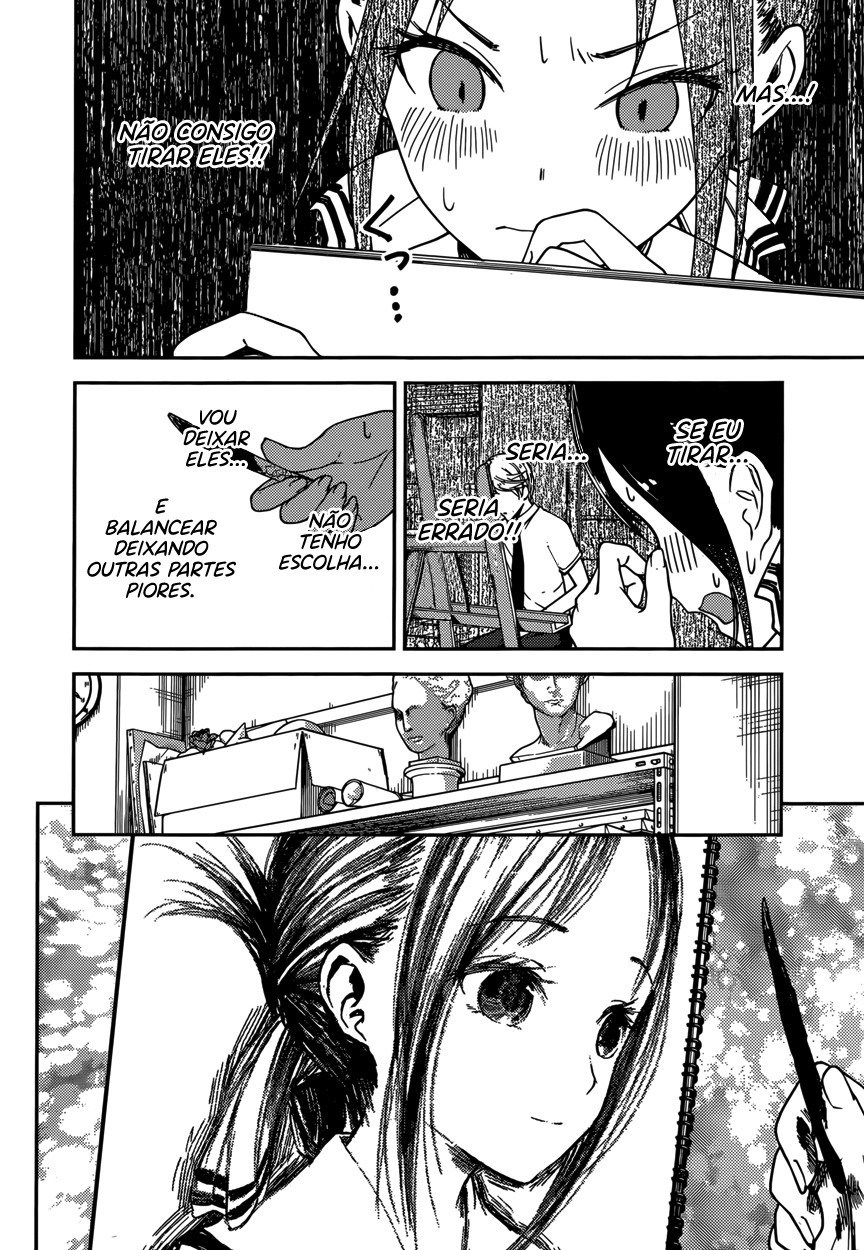 MAS...!
NÃO CONSIGO
TIRAR ELES!!
くっ…
SE EU
TIRAR...
SERIA...
SERIA
ERRADO!!
VOU
DEIXAR
ELES...
NÃO
TENHO
ESCOLHA...
E
BALANCEAR
DEIXANDO
OUTRAS PARTES
PIORES.